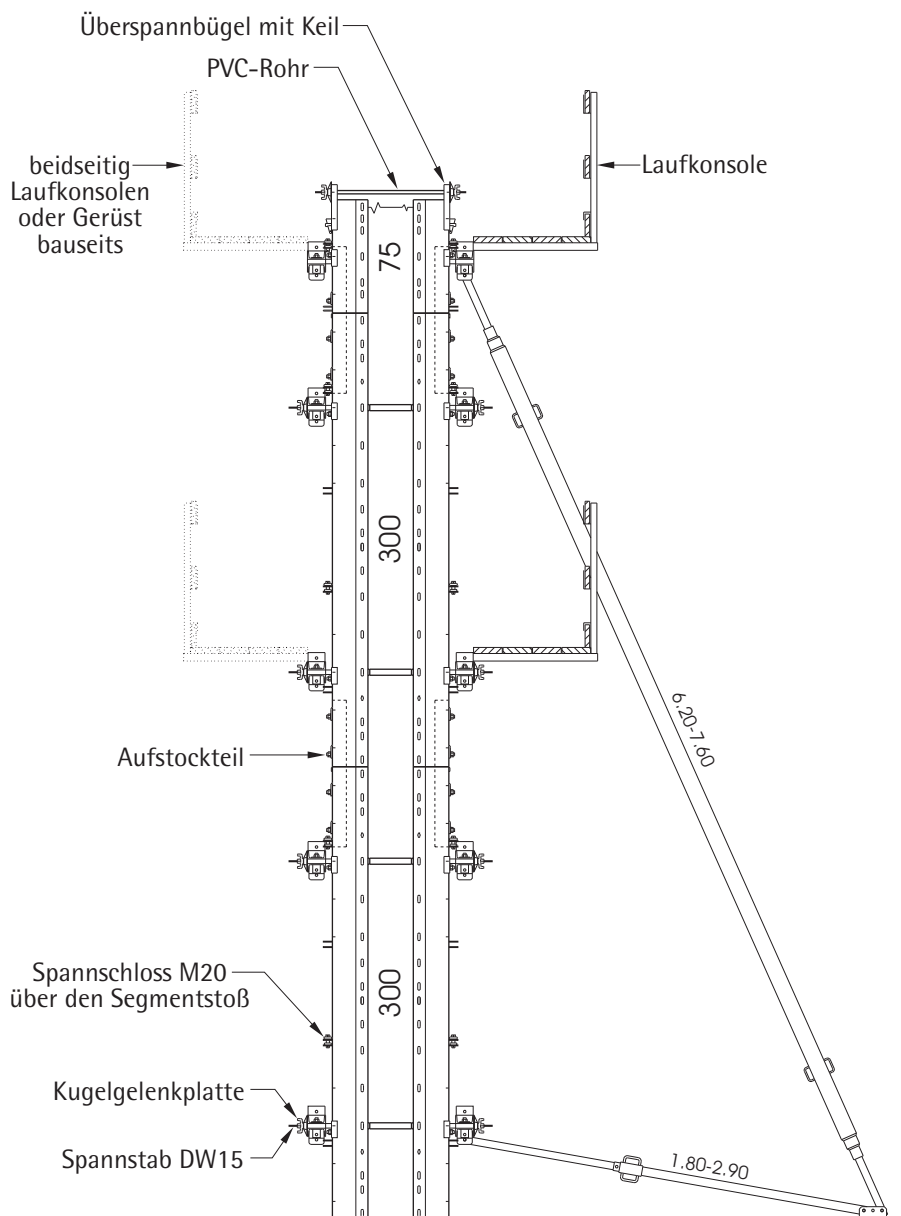 Überspannbügel mit Keil
PVC-Rohr
beidseitig
Laufkonsolen
oder Gerüst
bauseits
Laufkonsole
75
300
6.20-7.60
Aufstockteil
Spannschloss M20
über den Segmentstoß
300
Kugelgelenkplatte
Spannstab DW15
1.80-2.90